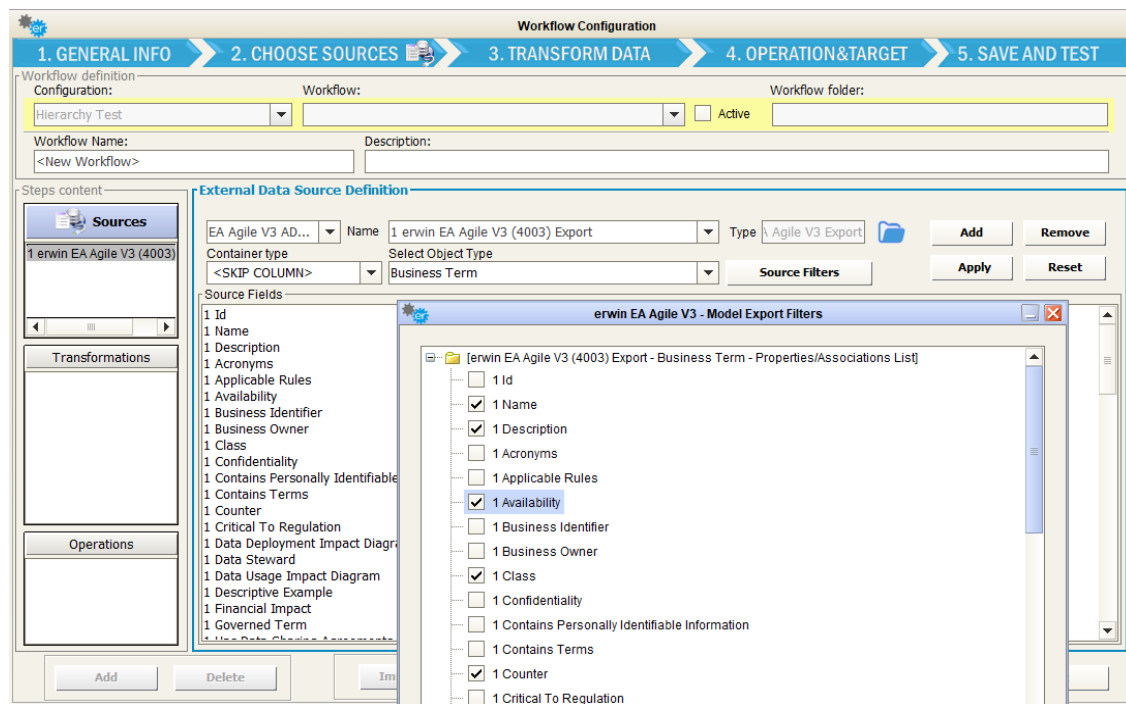 Workflow Configuration
1. GENERAL INFO 2. CHOOSE SOURCES 3. TRANSFORM DATA 4. OPERATION&TARGET 5. SAVE AND TEST
Workflow definition
Configuration: Workflow: Workflow folder:
Hierarchy Test Active
Workflow Name: Description:
<New Workflow>
Steps content
Sources
1 erwin EA Agile V3 (4003)
Transformations
Operations
External Data Source Definition
EA Agile V3 AD... Name 1 erwin EA Agile V3 (4003) Export Type Agile V3 Export Add Remove
Container type Select Object Type
<SKIP COLUMN> Business Term Source Filters Apply Reset
Source Fields
1 Id
1 Name
1 Description
1 Acronyms
1 Applicable Rules
1 Availability
1 Business Identifier
1 Business Owner
1 Class
1 Confidentiality
1 Contains Personally Identifiable
1 Contains Terms
1 Counter
1 Critical To Regulation
1 Data Deployment Impact Diagra
1 Data Steward
1 Data Usage Impact Diagram
1 Descriptive Example
1 Financial Impact
1 Governed Term
erwin EA Agile V3 - Model Export Filters
[erwin EA Agile V3 (4003) Export - Business Term - Properties/Associations List]
1 Id
1 Name
1 Description
1 Acronyms
1 Applicable Rules
1 Availability
1 Business Identifier
1 Business Owner
1 Class
1 Confidentiality
1 Contains Personally Identifiable Information
1 Contains Terms
1 Counter
1 Critical To Regulation
Add Delete Im